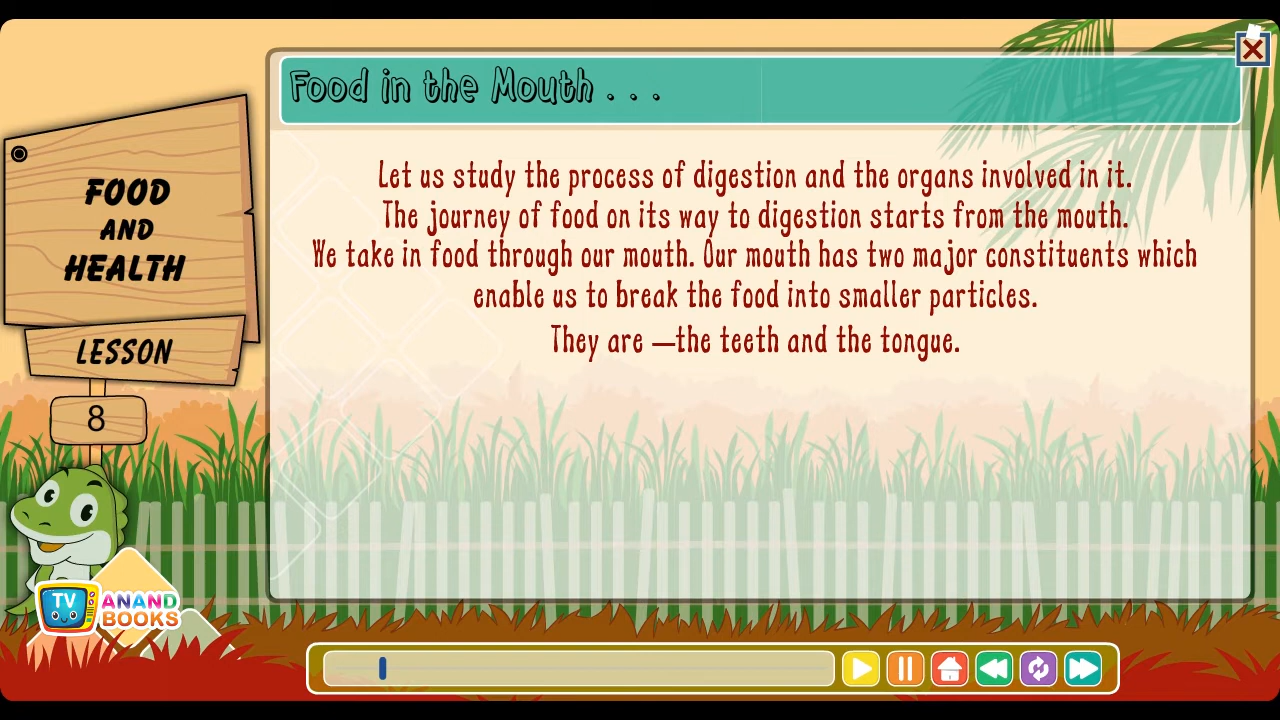 Food in the Mouth . . .
FOOD
AND
HEALTH
LESSON
8
Let us study the process of digestion and the organs involved in it.
The journey of food on its way to digestion starts from the mouth.
We take in food through our mouth. Our mouth has two major constituents which
enable us to break the food into smaller particles.
They are —the teeth and the tongue.
TV
ANAND
BOOKS